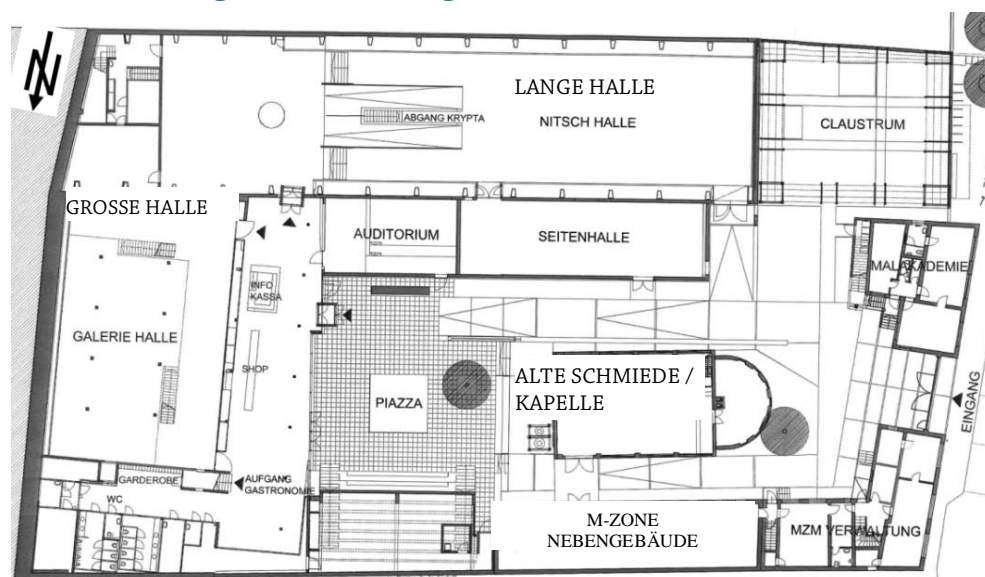 N
LANGE HALLE
NITSCH HALLE
ABGANG KRYPTA
CLAUSTRUM
GROSSE HALLE
AUDITORIUM
SEITENHALLE
MALAKADEMIE
INFO
KASSA
GALERIE HALLE
SHOP
PIAZZA
ALTE SCHMIEDE /
KAPELLE
EINGANG
GARDEROBE
AUFGANG
GASTRONOMIE
WC
M-ZONE
NEBENGEBÄUDE
MZM VERWALTUNG